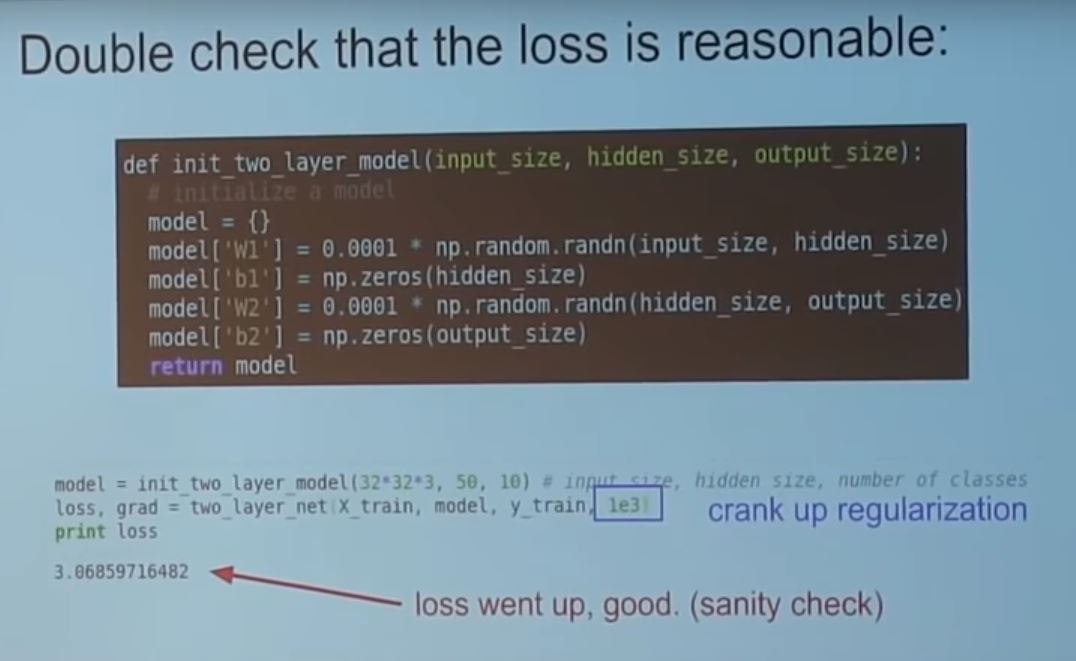 Double check that the loss is reasonable:
def init_two_layer_model(input_size, hidden_size, output_size):
# initialize a model
model = {}
model['W1'] = 0.0001 * np.random.randn(input_size, hidden_size)
model['b1'] = np.zeros(hidden_size)
model['W2'] = 0.0001 * np.random.randn(hidden_size, output_size)
model['b2'] = np.zeros(output_size)
return model
model = init_two_layer_model(32*32*3, 50, 10) # input size, hidden size, number of classes
loss, grad = two_layer_net(X_train, model, y_train, 1e3) crank up regularization
print loss
3.06859716482
loss went up, good. (sanity check)